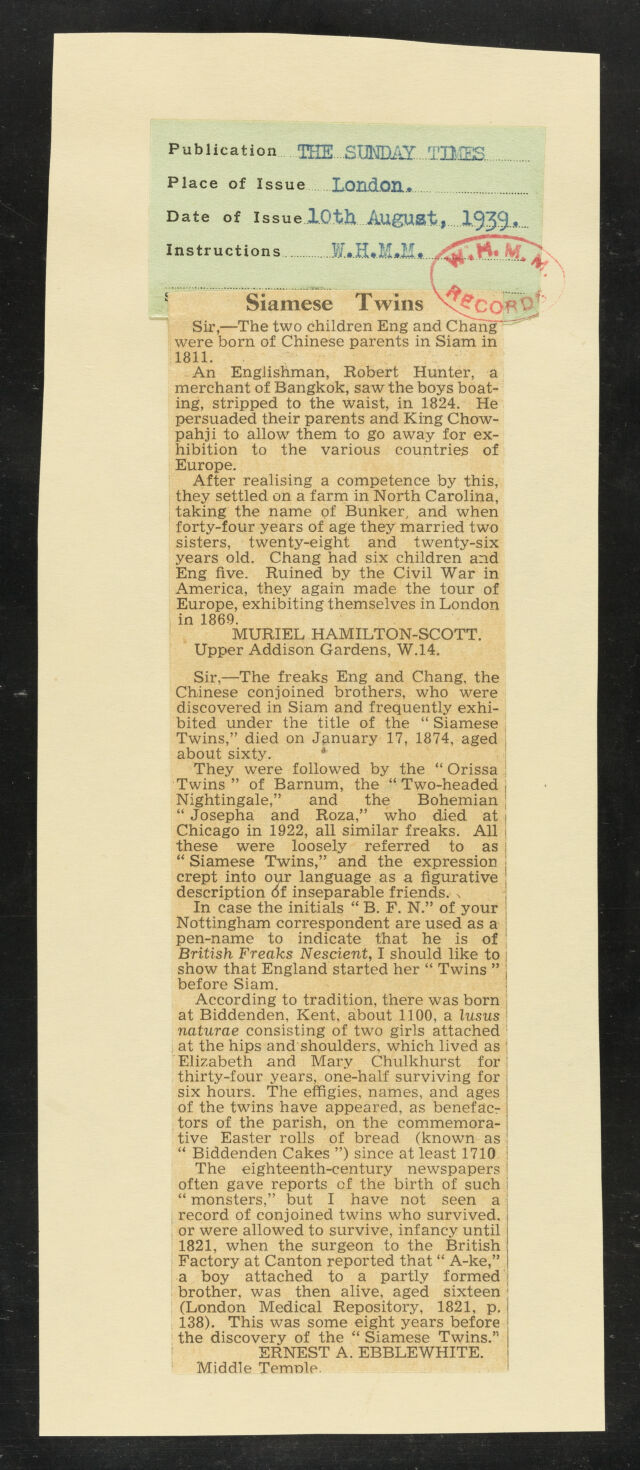 Publication THE SUNDAY TIMES
Place of Issue London.
Date of Issue 10th August, 1939.
Instructions W.H.M.M.
W.H.M.M.
RECORDS
Siamese Twins
Sir,—The two children Eng and Chang
were born of Chinese parents in Siam in
1811.
An Englishman, Robert Hunter, a
merchant of Bangkok, saw the boys boat-
ing, stripped to the waist, in 1824. He
persuaded their parents and King Chow-
pahji to allow them to go away for ex-
hibition to the various countries of
Europe.
After realising a competence by this,
they settled on a farm in North Carolina,
taking the name of Bunker, and when
forty-four years of age they married two
sisters, twenty-eight and twenty-six
years old. Chang had six children and
Eng five. Ruined by the Civil War in
America, they again made the tour of
Europe, exhibiting themselves in London
in 1869.
MURIEL HAMILTON-SCOTT.
Upper Addison Gardens, W.14.
Sir,—The freaks Eng and Chang, the
Chinese conjoined brothers, who were
discovered in Siam and frequently exhi-
bited under the title of the "Siamese
Twins," died on January 17, 1874, aged
about sixty.
They were followed by the "Orissa
Twins" of Barnum, the "Two-headed
Nightingale," and the Bohemian
"Josepha and Roza," who died at
Chicago in 1922, all similar freaks. All
these were loosely referred to as
"Siamese Twins," and the expression
crept into our language as a figurative
description of inseparable friends.
In case the initials "B. F. N." of your
Nottingham correspondent are used as a
pen-name to indicate that he is of
British Freaks Nescient, I should like to
show that England started her "Twins"
before Siam.
According to tradition, there was born
at Biddenden, Kent, about 1100, a lusus
naturae consisting of two girls attached
at the hips and shoulders, which lived as
Elizabeth and Mary Chulkhurst for
thirty-four years, one-half surviving for
six hours. The effigies, names, and ages
of the twins have appeared, as benefac-
tors of the parish, on the commemora-
tive Easter rolls of bread (known as
"Biddenden Cakes") since at least 1710
The eighteenth-century newspapers
often gave reports of the birth of such
"monsters," but I have not seen a
record of conjoined twins who survived,
or were allowed to survive, infancy until
1821, when the surgeon to the British
Factory at Canton reported that "A-ke,"
a boy attached to a partly formed
brother, was then alive, aged sixteen
(London Medical Repository, 1821, p.
138). This was some eight years before
the discovery of the "Siamese Twins."
ERNEST A. EBBLEWHITE.
Middle Temple.